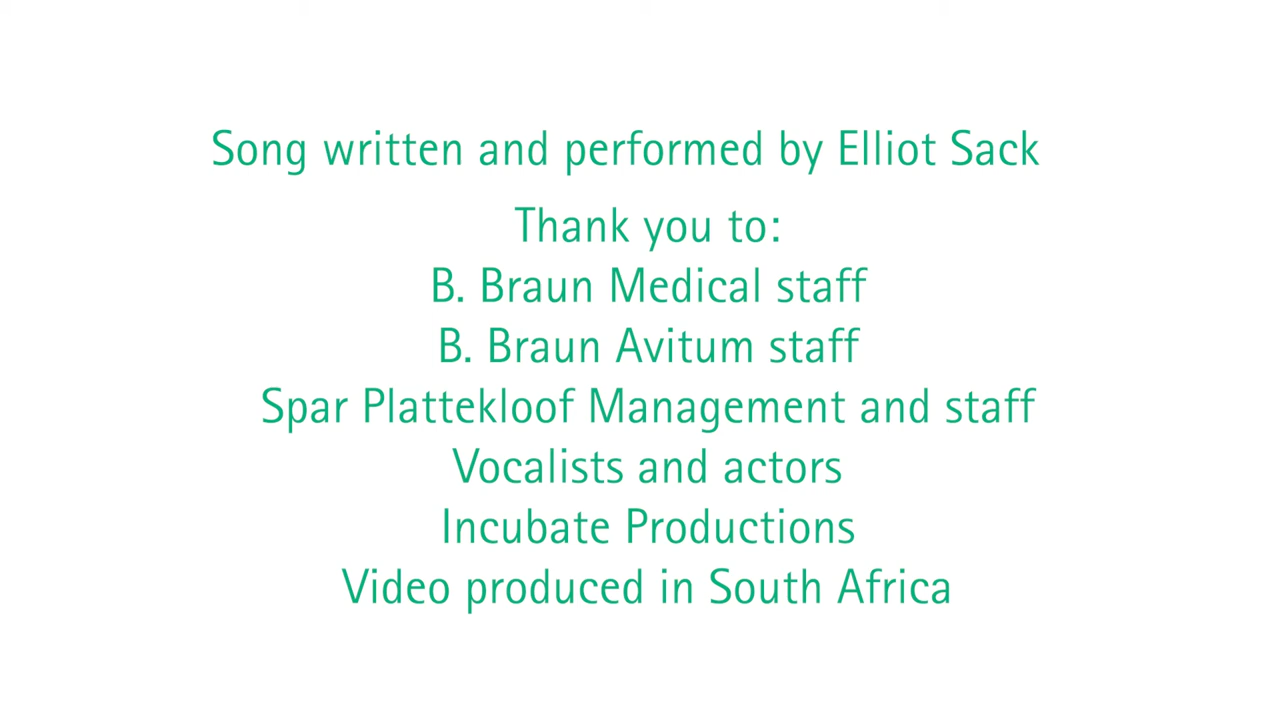 Song written and performed by Elliot Sack
Thank you to:
B. Braun Medical staff
B. Braun Avitum staff
Spar Plattekloof Management and staff
Vocalists and actors
Incubate Productions
Video produced in South Africa